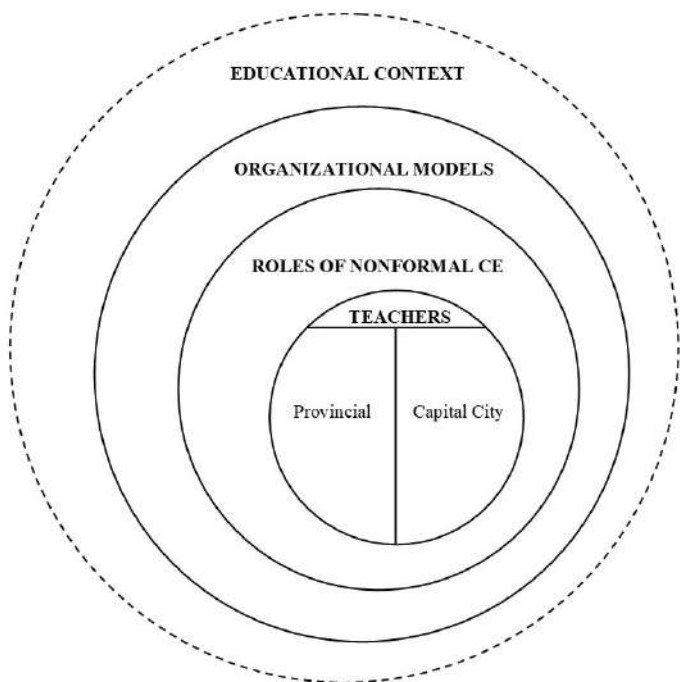 EDUCATIONAL CONTEXT
ORGANIZATIONAL MODELS
ROLES OF NONFORMAL CE
TEACHERS
Provincial
Capital City